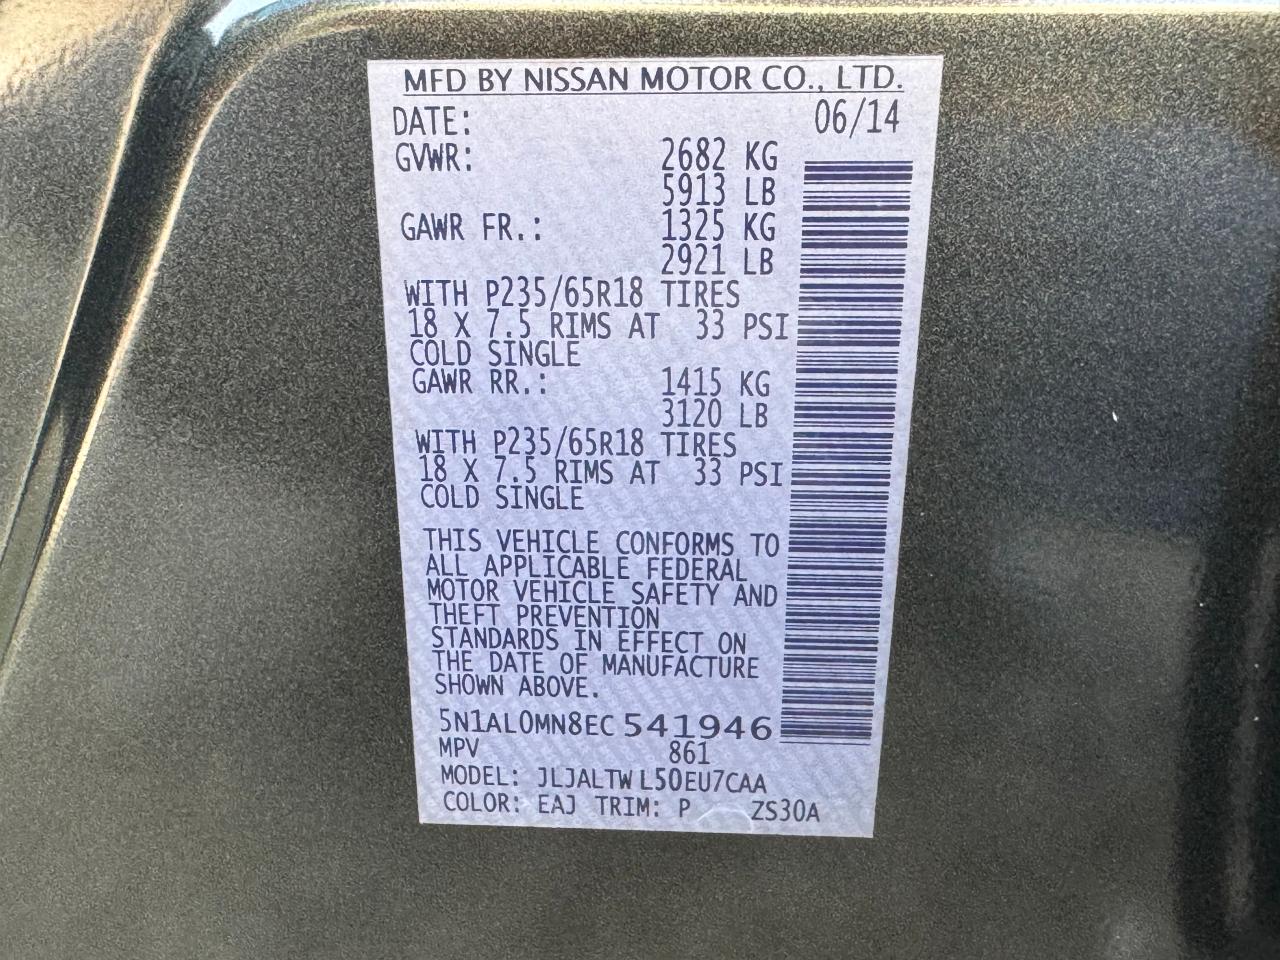 MFD BY NISSAN MOTOR CO., LTD.
DATE: 06/14
GVWR: 2682 KG
5913 LB
GAWR FR.: 1325 KG
2921 LB
WITH P235/65R18 TIRES
18 X 7.5 RIMS AT 33 PSI
COLD SINGLE
GAWR RR.: 1415 KG
3120 LB
WITH P235/65R18 TIRES
18 X 7.5 RIMS AT 33 PSI
COLD SINGLE
THIS VEHICLE CONFORMS TO
ALL APPLICABLE FEDERAL
MOTOR VEHICLE SAFETY AND
THEFT PREVENTION
STANDARDS IN EFFECT ON
THE DATE OF MANUFACTURE
SHOWN ABOVE.
5N1AL0MN8EC 541946
MPV 861
MODEL: JLJALTW L50EU7CAA
COLOR: EAJ TRIM: P ZS30A